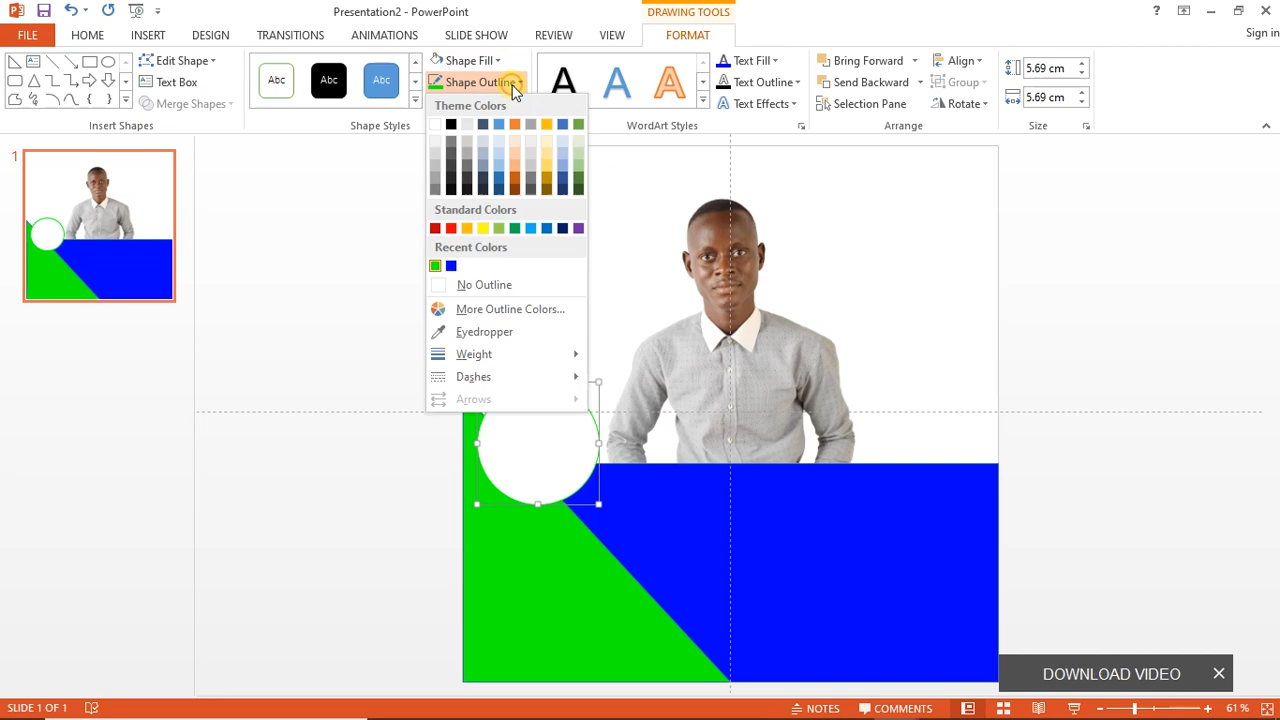 Presentation2 - PowerPoint
DRAWING TOOLS
?
FILE HOME INSERT DESIGN TRANSITIONS ANIMATIONS SLIDE SHOW REVIEW VIEW FORMAT Sign in
Edit Shape
Text Box
Merge Shapes
Insert Shapes
Abc Abc Abc
Shape Styles
Shape Fill
Shape Outline
A A A
WordArt Styles
Text Fill
Text Outline
Text Effects
Bring Forward
Send Backward
Selection Pane
Align
Group
Rotate
Arrange
5.69 cm
5.69 cm
Size
Theme Colors
Standard Colors
Recent Colors
No Outline
More Outline Colors...
Eyedropper
Weight
Dashes
Arrows
1
DOWNLOAD VIDEO
SLIDE 1 OF 1 NOTES COMMENTS 61 %